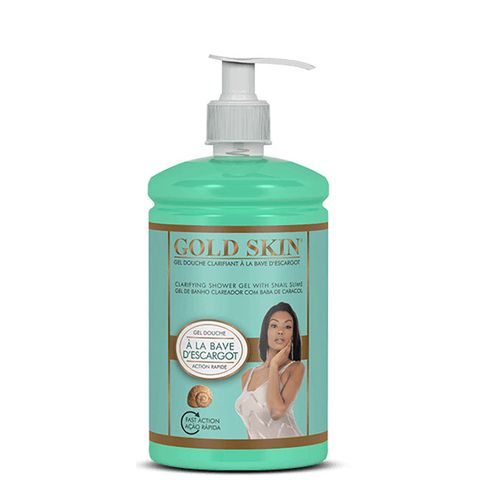 GOLD SKIN
GEL DOUCHE CLARIFIANT À LA BAVE D'ESCARGOT
CLARIFYING SHOWER GEL WITH SNAIL SLIME
GEL DE BANHO CLAREADOR COM BABA DE CARACOL
GEL DOUCHE
À LA BAVE
D'ESCARGOT
ACTION RAPIDE
FAST ACTION
AÇÃO RÁPIDA